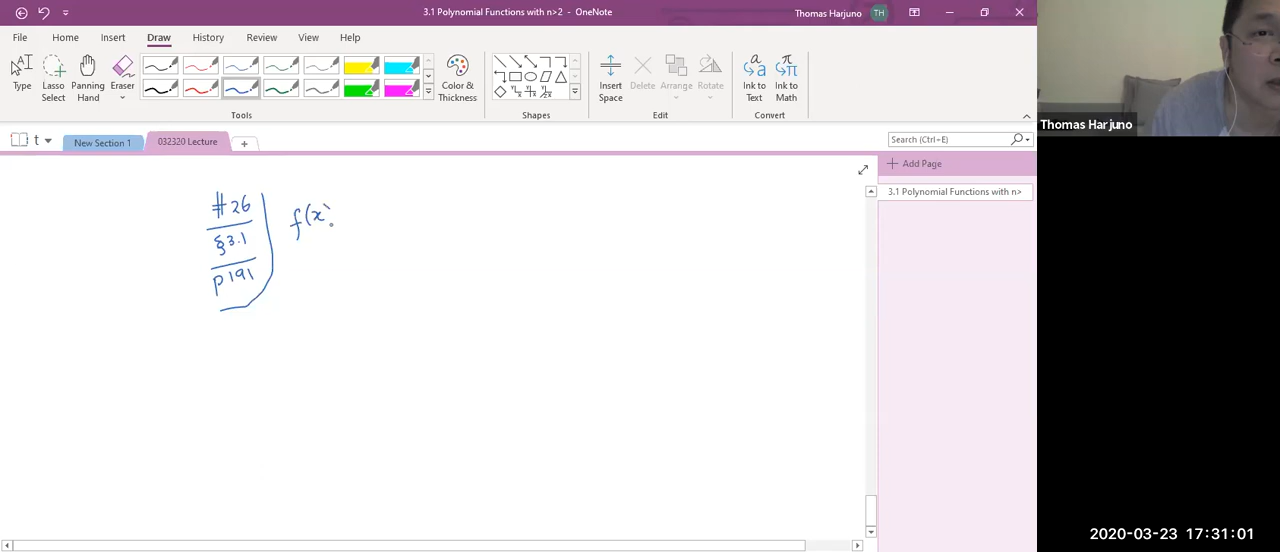 3.1 Polynomial Functions with n>2 - OneNote
Thomas Harjuno TH
File Home Insert Draw History Review View Help
Type
Lasso Select
Panning Hand
Eraser
Color & Thickness
Insert Space
Delete
Arrange
Rotate
Ink to Text
Ink to Math
Tools
Shapes
Edit
Convert
t
New Section 1
032320 Lecture
Search (Ctrl+E)
Add Page
3.1 Polynomial Functions with n>
#26
§3.1
p191
f(x)
Thomas Harjuno
2020-03-23 17:31:01